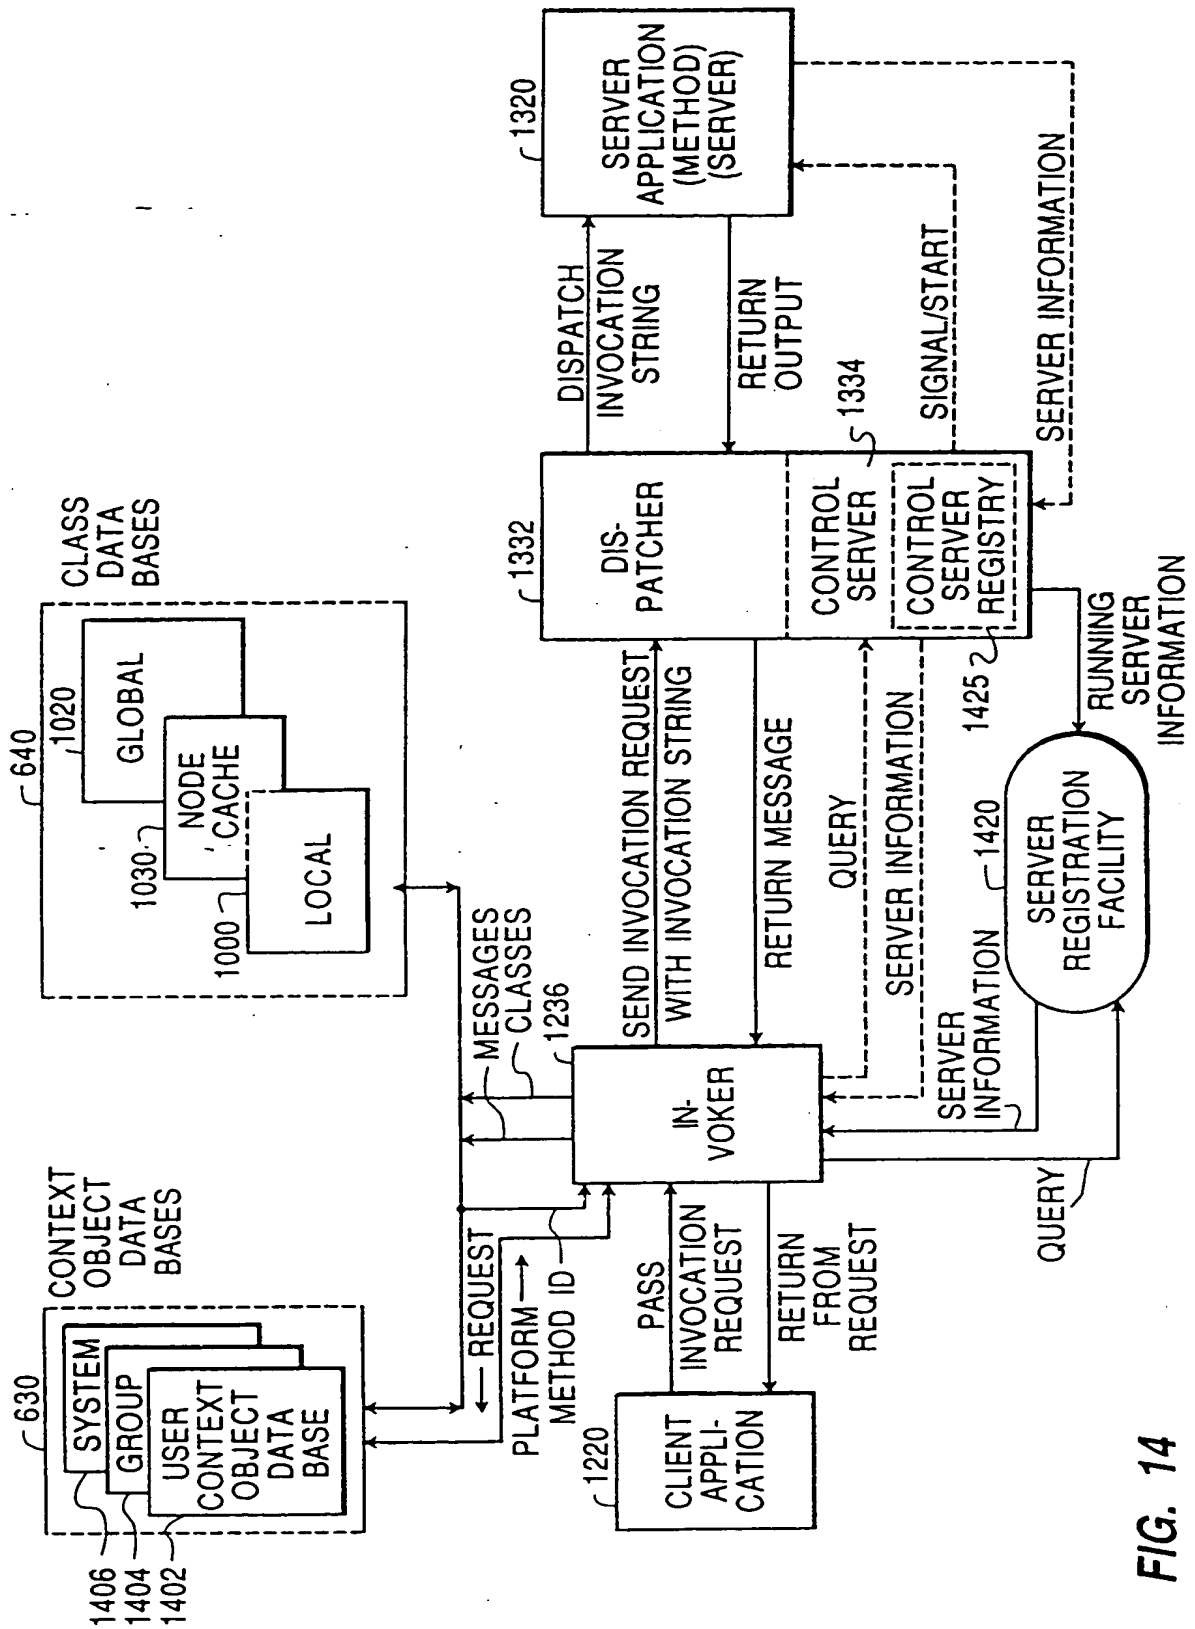 630
CONTEXT
OBJECT
DATA
BASES
1406
SYSTEM
1404
GROUP
1402
USER
CONTEXT
OBJECT
DATA
BASE
640
CLASS
DATA
BASES
1020
GLOBAL
1030
NODE
CACHE
1000
LOCAL
REQUEST
PLATFORM
METHOD ID
MESSAGES
CLASSES
1220
CLIENT
APPLI-
CATION
PASS
INVOCATION
REQUEST
RETURN
FROM
REQUEST
1236
IN-
VOKER
SEND INVOCATION REQUEST
WITH INVOCATION STRING
RETURN MESSAGE
QUERY
SERVER INFORMATION
1332
DIS-
PATCHER
CONTROL
SERVER
1334
CONTROL
SERVER
REGISTRY
1425
DISPATCH
INVOCATION
STRING
RETURN
OUTPUT
1320
SERVER
APPLICATION
(METHOD)
(SERVER)
SIGNAL/START
SERVER INFORMATION
SERVER
INFORMATION
QUERY
1420
SERVER
REGISTRATION
FACILITY
RUNNING
SERVER
INFORMATION
FIG. 14